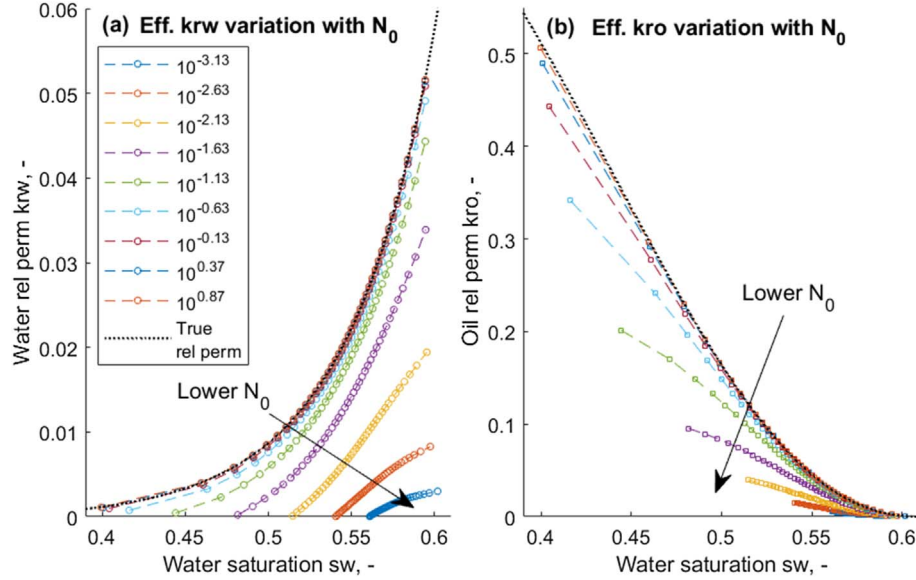 (a) Eff. krw variation with N0
0.06
0.05
0.04
0.03
0.02
0.01
0
Water rel perm krw, -
10^-3.13
10^-2.63
10^-2.13
10^-1.63
10^-1.13
10^-0.63
10^-0.13
10^0.37
10^0.87
True
rel perm
Lower N0
0.4 0.45 0.5 0.55 0.6
Water saturation sw, -
(b) Eff. kro variation with N0
0.5
0.4
0.3
0.2
0.1
0
Oil rel perm kro, -
Lower N0
0.4 0.45 0.5 0.55 0.6
Water saturation sw, -